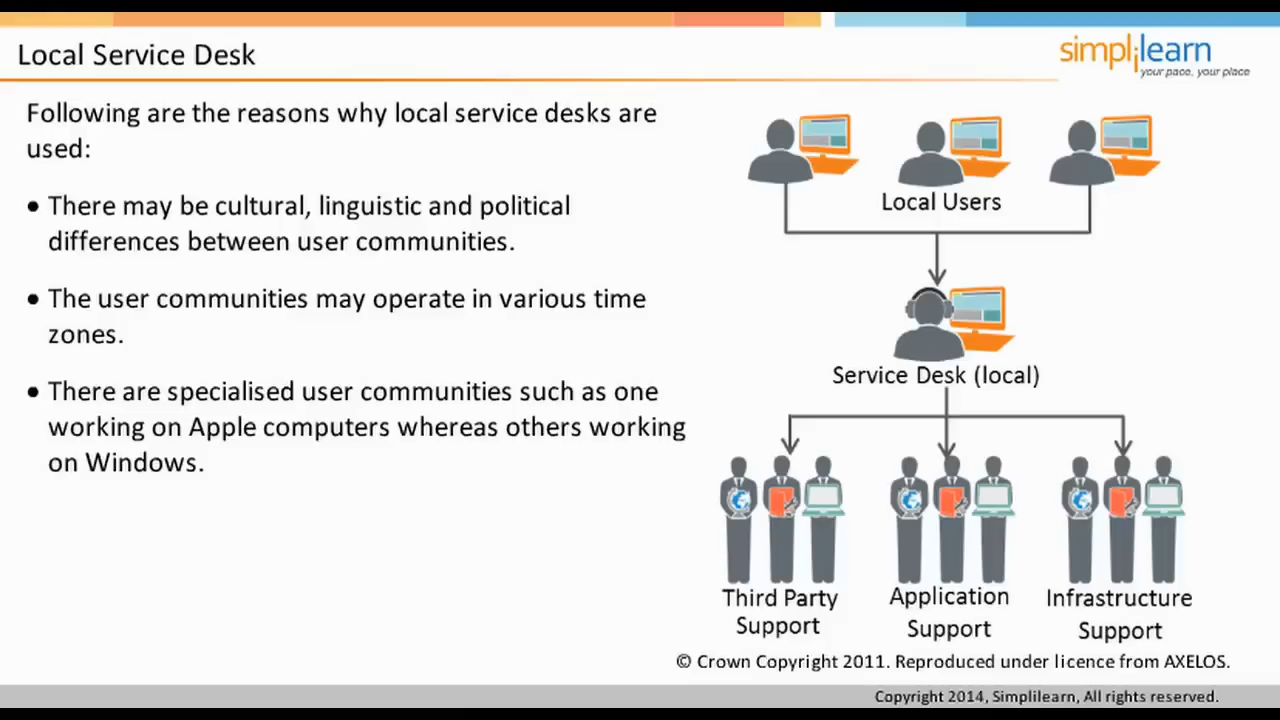 Local Service Desk
simplilearn
your pace, your place
Following are the reasons why local service desks are
used:
• There may be cultural, linguistic and political
differences between user communities.
• The user communities may operate in various time
zones.
• There are specialised user communities such as one
working on Apple computers whereas others working
on Windows.
Local Users
Service Desk (local)
Third Party
Support
Application
Support
Infrastructure
Support
© Crown Copyright 2011. Reproduced under licence from AXELOS.
Copyright 2014, Simplilearn, All rights reserved.